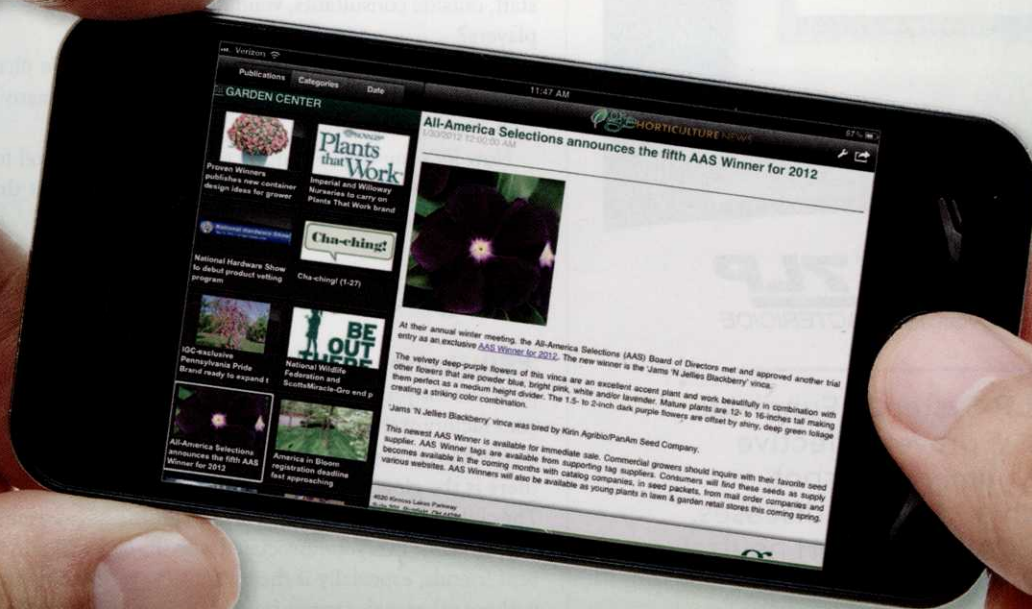 Verizon
11:47 AM
87%
Publications
Categories
Date
GARDEN CENTER
HORTICULTURE NEWS
Proven Winners
publishes new container
design ideas for grower
Plants
that Work
Imperial and Willoway
Nurseries to carry on
Plants That Work brand
National Hardware Show
National Hardware Show
to debut product vetting
program
Cha-ching!
Cha-ching! (1-27)
IGC-exclusive
Pennsylvania Pride
Brand ready to expand t
BE
OUT
THERE
National Wildlife
Federation and
ScottsMiracle-Gro end p
All-America Selections
announces the fifth AAS
Winner for 2012
America in Bloom
registration deadline
fast approaching
All-America Selections announces the fifth AAS Winner for 2012
1/30/2012 12:00:00 AM
At their annual winter meeting, the All-America Selections (AAS) Board of Directors met and approved another trial
entry as an exclusive AAS Winner for 2012. The new winner is the 'Jams 'N Jellies Blackberry' vinca.
The velvety deep-purple flowers of this vinca are an excellent accent plant and work beautifully in combination with
other flowers that are powder blue, bright pink, white and/or lavender. Mature plants are 12- to 16-inches tall making
them perfect as a medium height divider. The 1.5- to 2-inch dark purple flowers are offset by shiny, deep green foliage
creating a striking color combination.
'Jams 'N Jellies Blackberry' vinca was bred by Kirin Agribio/PanAm Seed Company.
This newest AAS Winner is available for immediate sale. Commercial growers should inquire with their favorite seed
supplier. AAS Winner tags are available from supporting tag suppliers. Consumers will find these seeds as supply
becomes available in the coming months with catalog companies, in seed packets, from mail order companies and
various websites. AAS Winners will also be available as young plants in lawn & garden retail stores this coming spring.
4020 Kinross Lakes Parkway